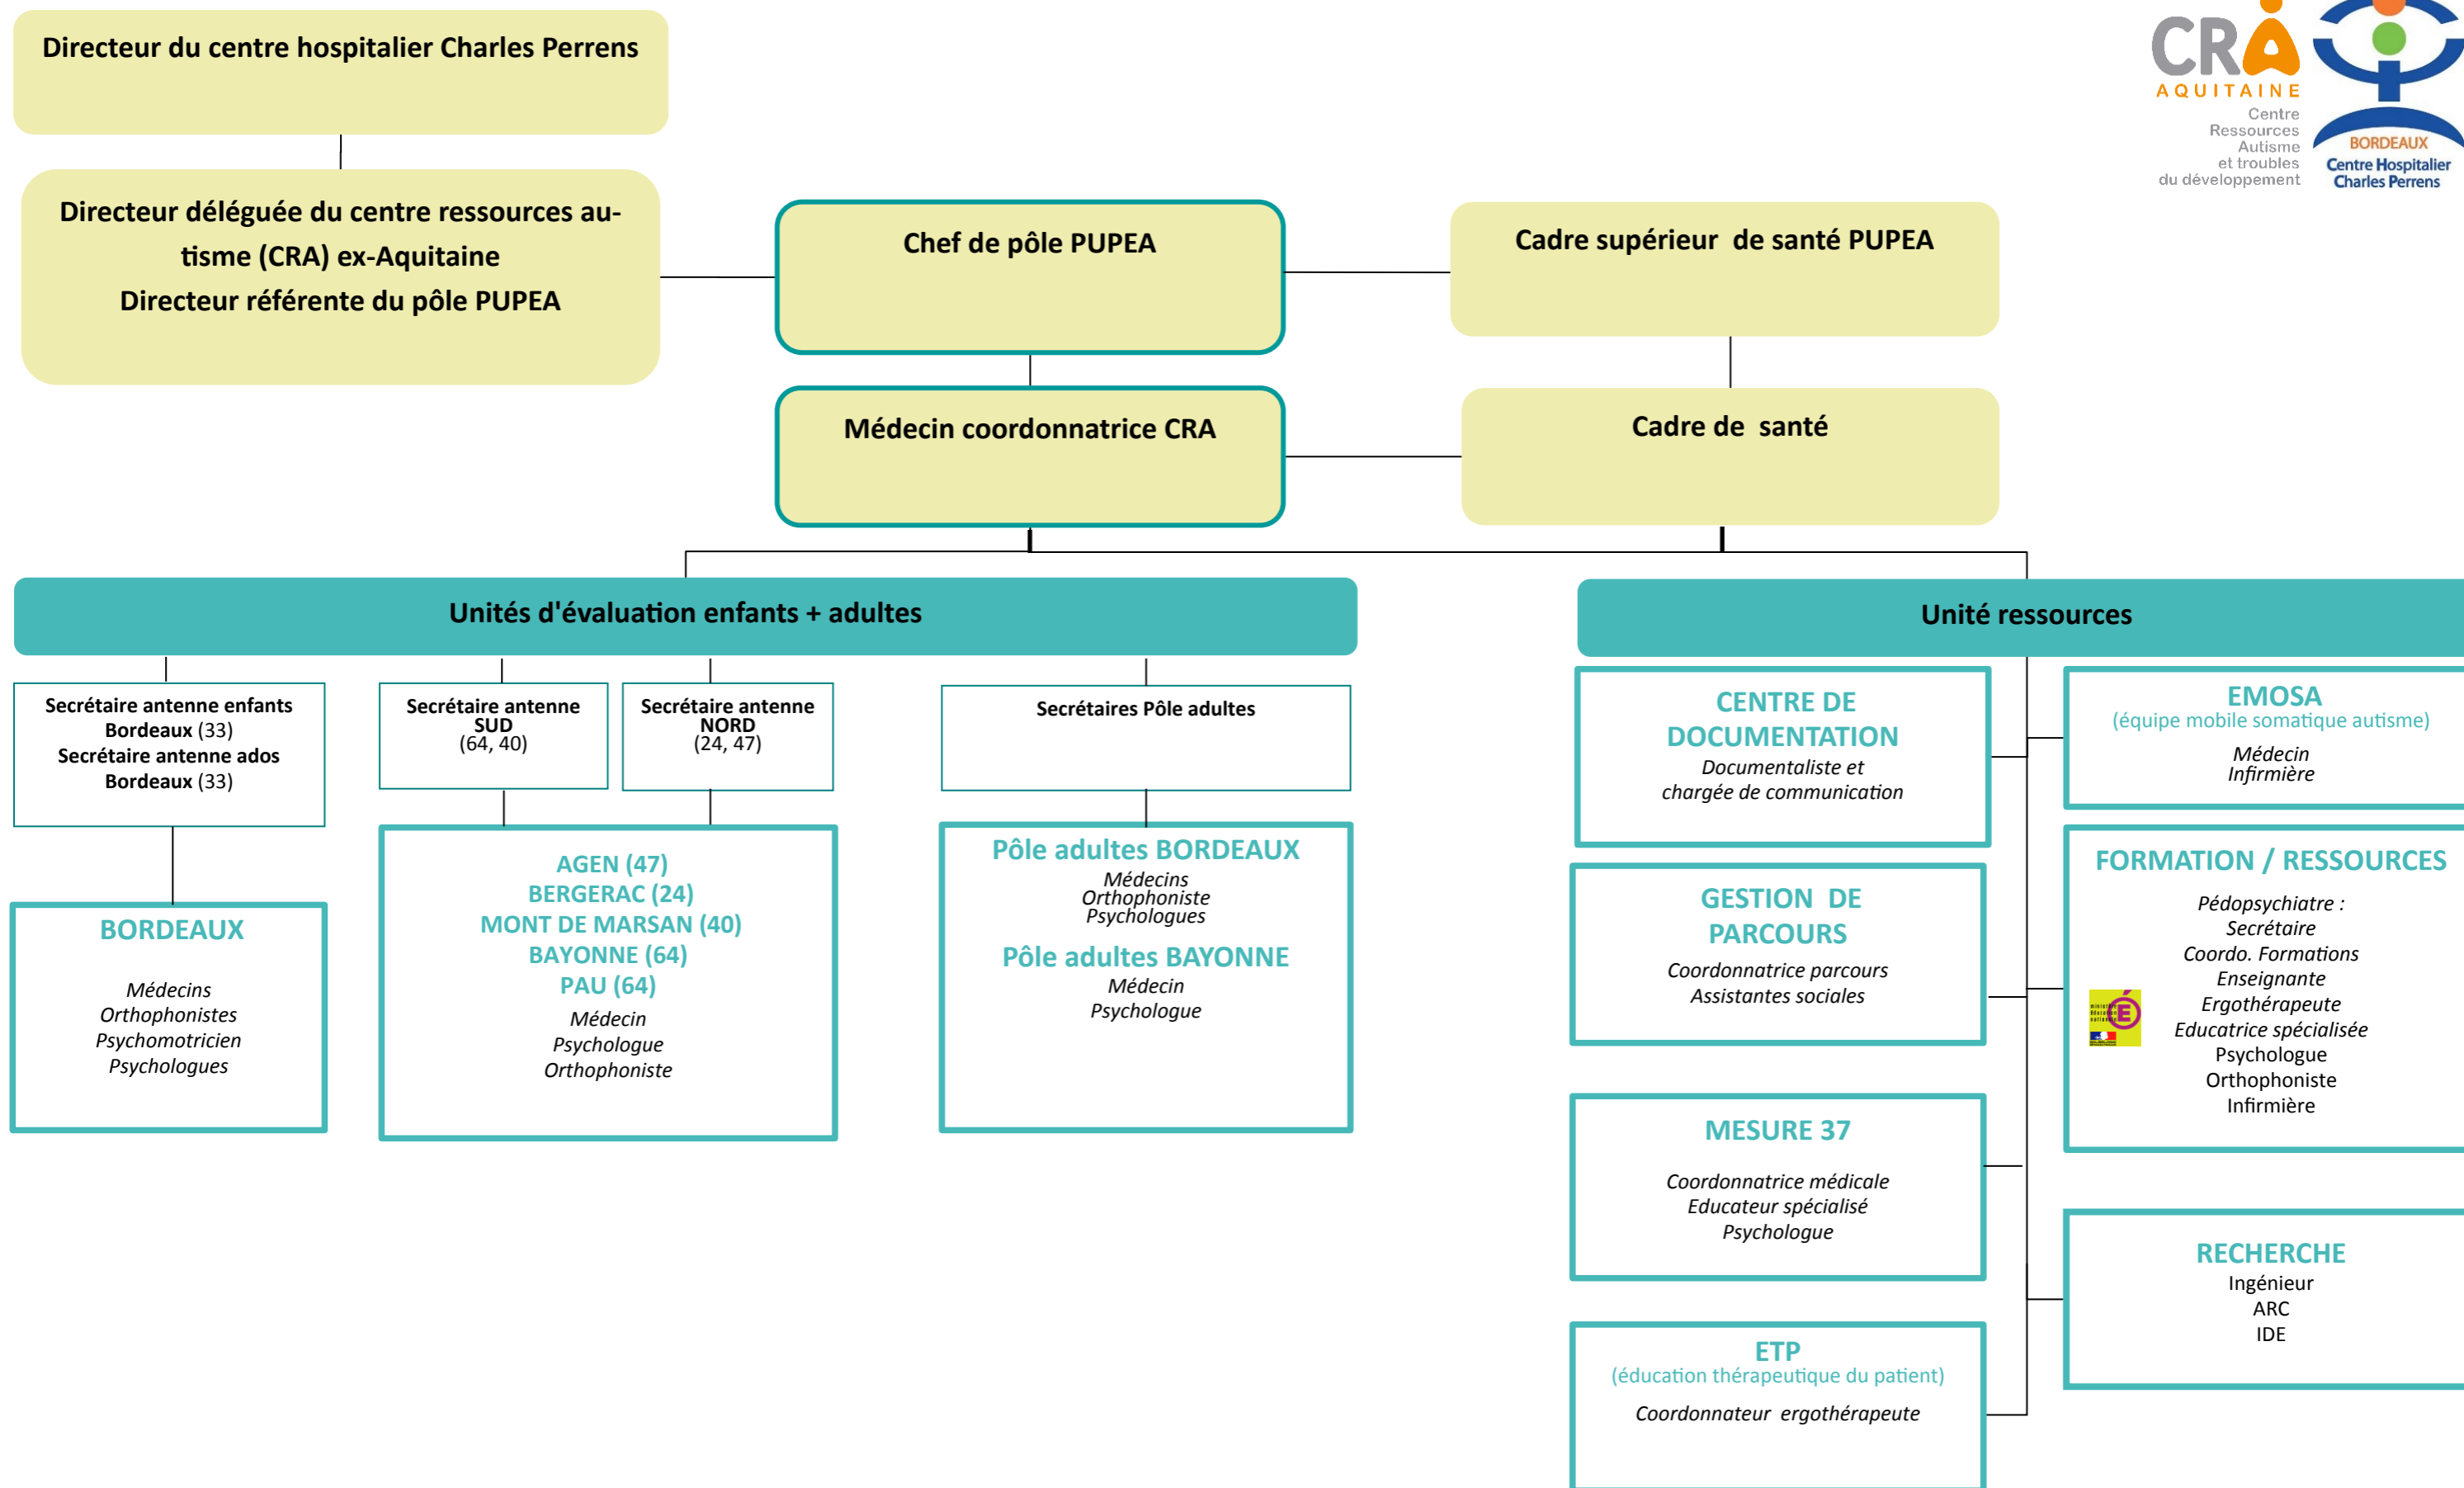 Directeur du centre hospitalier Charles Perrens
CRA
AQUITAINE
Centre
Ressources
Autisme
et troubles
du développement
BORDEAUX
Centre Hospitalier
Charles Perrens
Directeur déléguée du centre ressources au-
tisme (CRA) ex-Aquitaine
Directeur référente du pôle PUPEA
Chef de pôle PUPEA
Cadre supérieur de santé PUPEA
Médecin coordonnatrice CRA
Cadre de santé
Unités d'évaluation enfants + adultes
Secrétaire antenne enfants
Bordeaux (33)
Secrétaire antenne ados
Bordeaux (33)
Secrétaire antenne
SUD
(64, 40)
Secrétaire antenne
NORD
(24, 47)
Secrétaires Pôle adultes
BORDEAUX
Médecins
Orthophonistes
Psychomotricien
Psychologues
AGEN (47)
BERGERAC (24)
MONT DE MARSAN (40)
BAYONNE (64)
PAU (64)
Médecin
Psychologue
Orthophoniste
Pôle adultes BORDEAUX
Médecins
Orthophoniste
Psychologues
Pôle adultes BAYONNE
Médecin
Psychologue
Unité ressources
CENTRE DE
DOCUMENTATION
Documentaliste et
chargée de communication
EMOSA
(équipe mobile somatique autisme)
Médecin
Infirmière
GESTION DE
PARCOURS
Coordonnatrice parcours
Assistantes sociales
FORMATION / RESSOURCES
Pédopsychiatre :
Secrétaire
Coordo. Formations
Enseignante
Ergothérapeute
Educatrice spécialisée
Psychologue
Orthophoniste
Infirmière
MESURE 37
Coordonnatrice médicale
Educateur spécialisé
Psychologue
RECHERCHE
Ingénieur
ARC
IDE
ETP
(éducation thérapeutique du patient)
Coordonnateur ergothérapeute